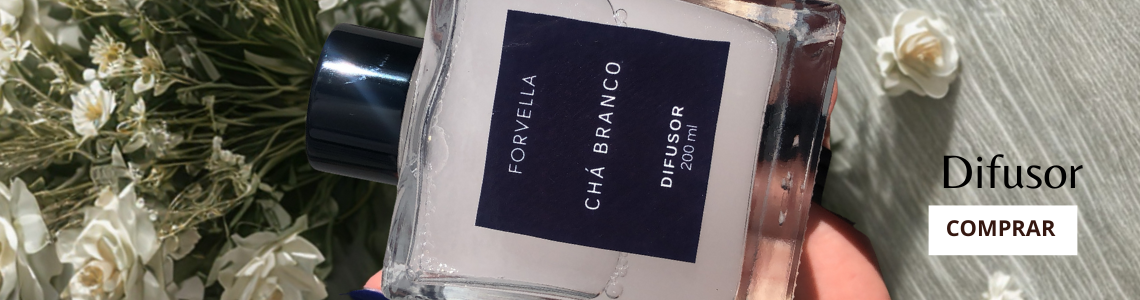 FORVELLA
CHÁ BRANCO
DIFUSOR
200 ml
Difusor
COMPRAR